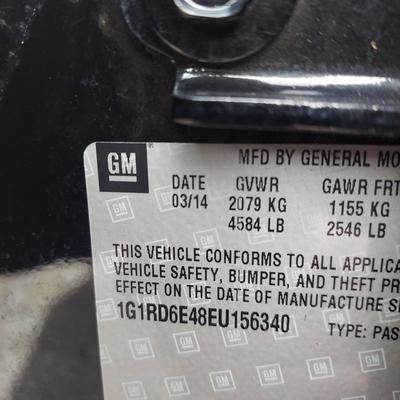 GM
MFD BY GENERAL MO
DATE GVWR GAWR FRT
03/14 2079 KG 1155 KG
4584 LB 2546 LB
THIS VEHICLE CONFORMS TO ALL APPLICA
VEHICLE SAFETY, BUMPER, AND THEFT PR
EFFECT ON THE DATE OF MANUFACTURE S
1G1RD6E48EU156340
TYPE: PAS